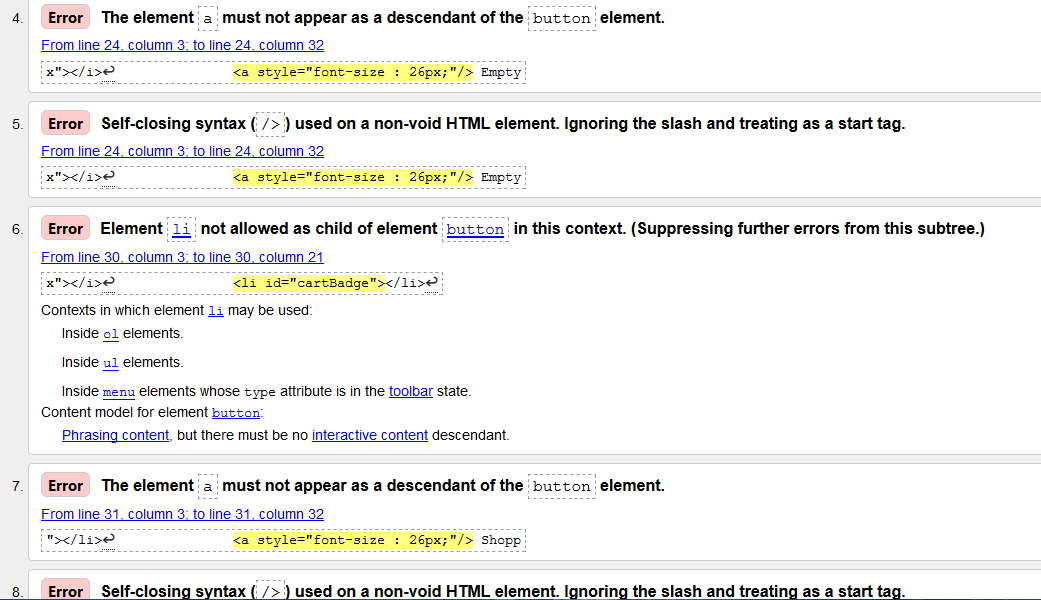 4. Error The element a must not appear as a descendant of the button element.
From line 24, column 3; to line 24, column 32
x"></i>↩ <a style="font-size : 26px;"/> Empty
5. Error Self-closing syntax (/>) used on a non-void HTML element. Ignoring the slash and treating as a start tag.
From line 24, column 3; to line 24, column 32
x"></i>↩ <a style="font-size : 26px;"/> Empty
6. Error Element li not allowed as child of element button in this context. (Suppressing further errors from this subtree.)
From line 30, column 3; to line 30, column 21
x"></i>↩ <li id="cartBadge"></li>↩
Contexts in which element li may be used:
Inside ol elements.
Inside ul elements.
Inside menu elements whose type attribute is in the toolbar state.
Content model for element button:
Phrasing content, but there must be no interactive content descendant.
7. Error The element a must not appear as a descendant of the button element.
From line 31, column 3; to line 31, column 32
"></li>↩ <a style="font-size : 26px;"/> Shopp
8. Error Self-closing syntax (/>) used on a non-void HTML element. Ignoring the slash and treating as a start tag.